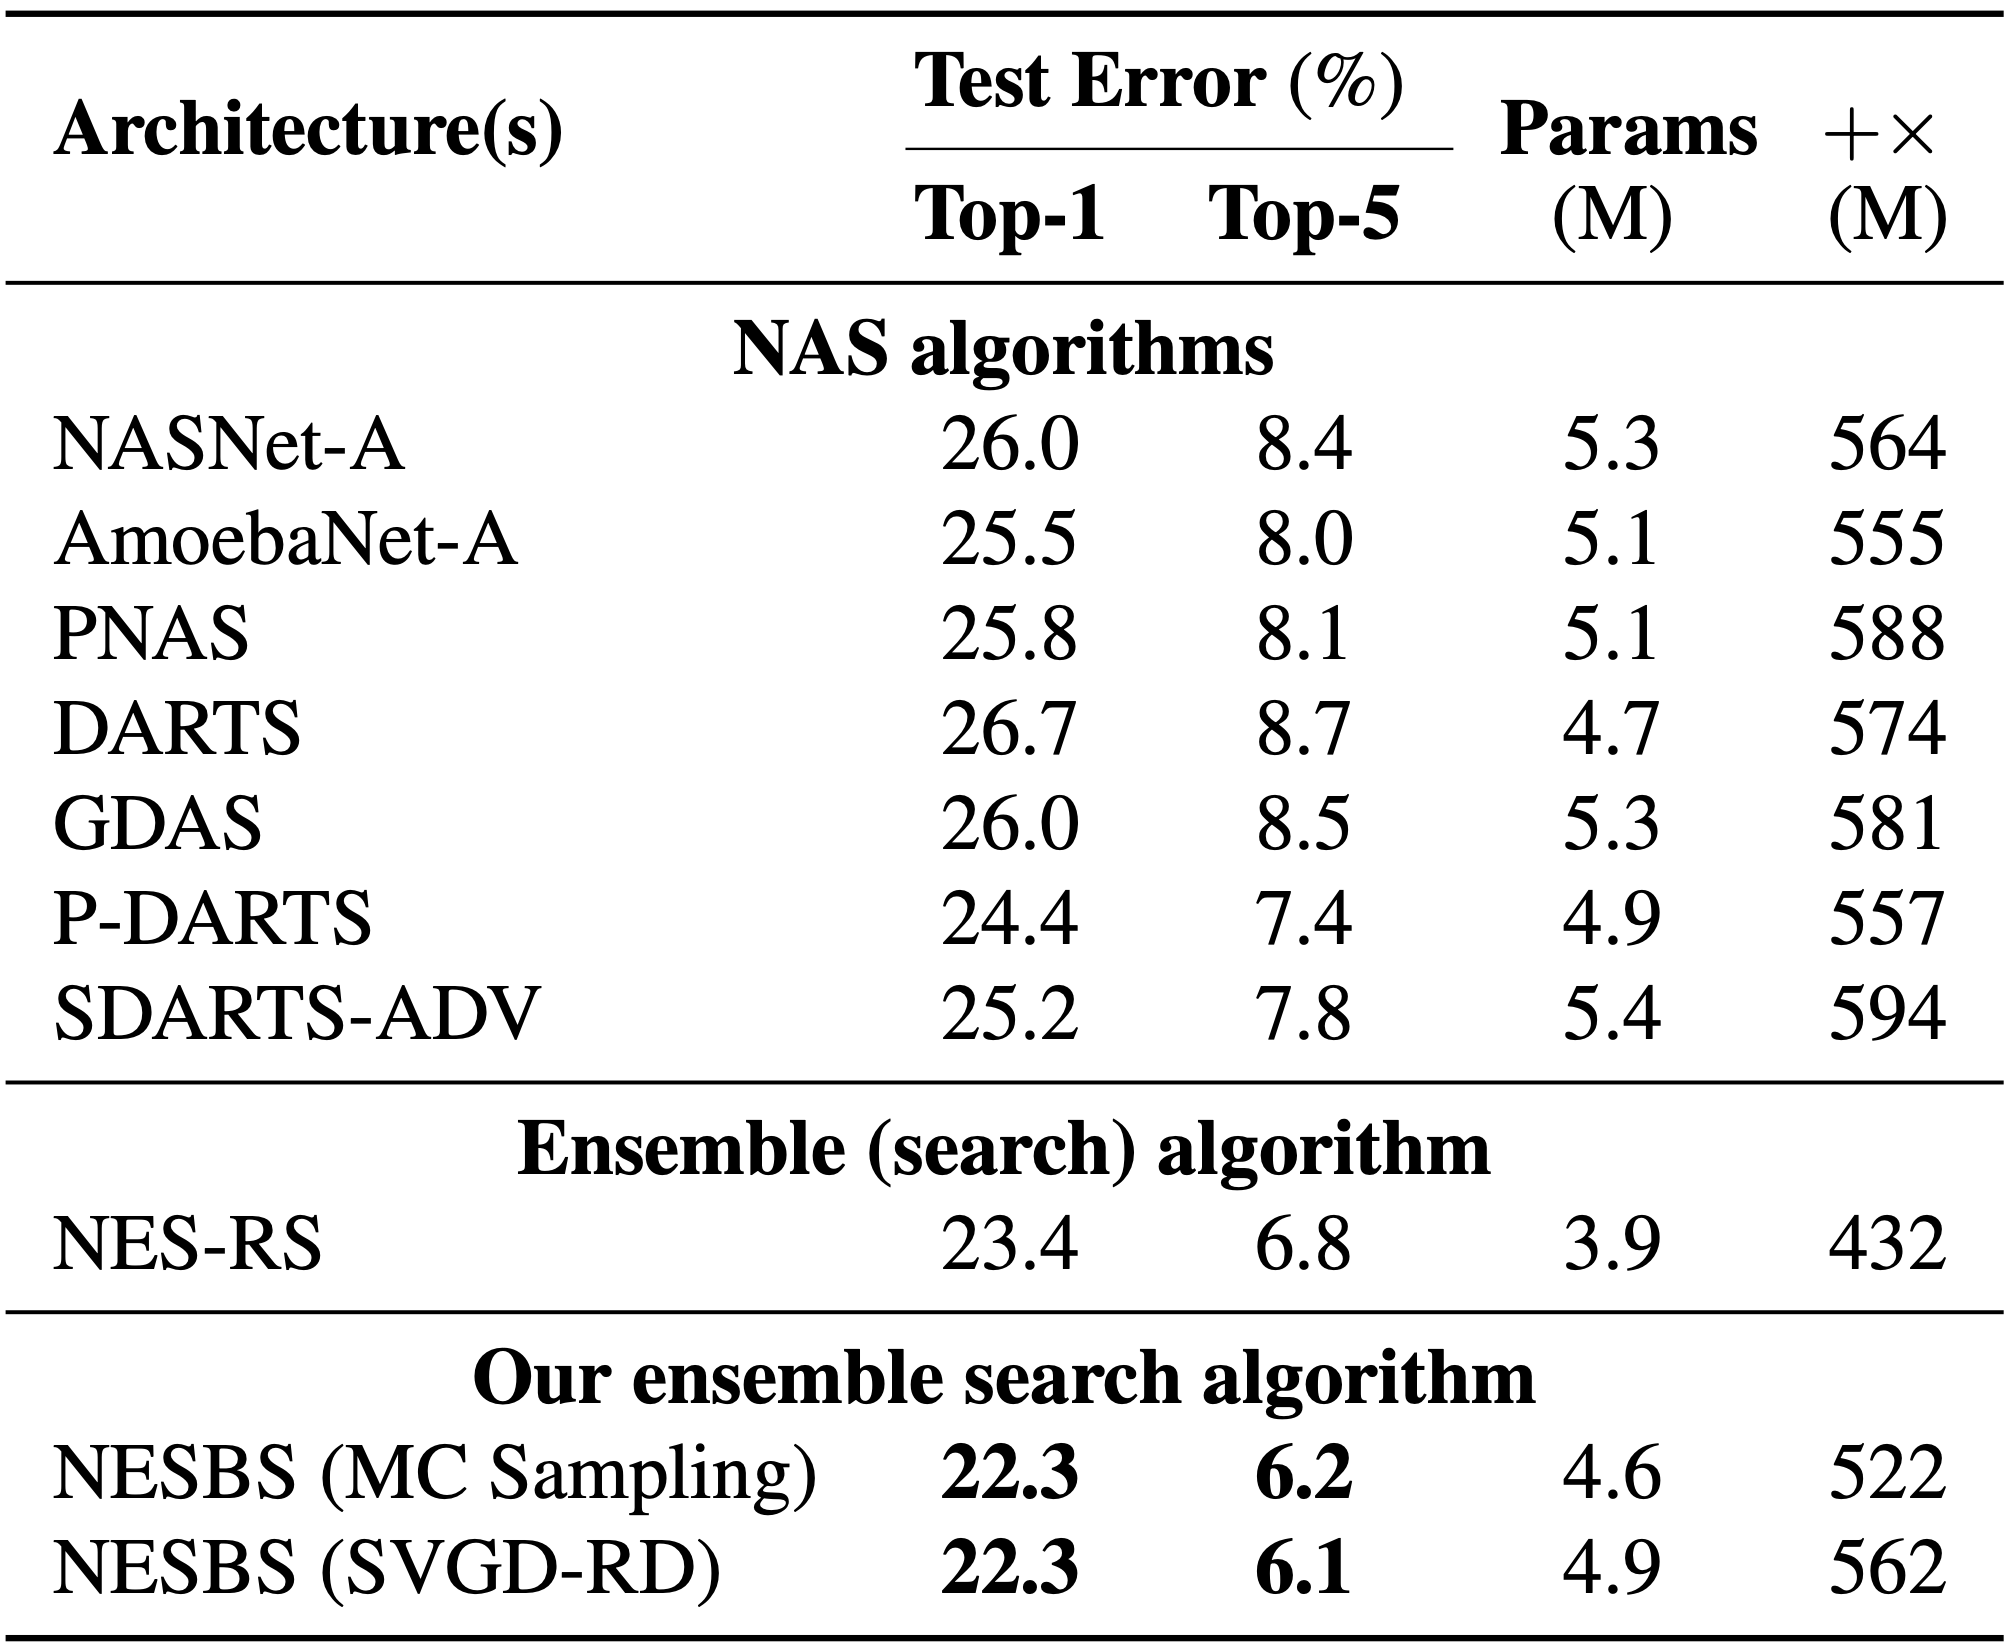 Architecture(s) Test Error (%) Params +×
Top-1 Top-5 (M) (M)
NAS algorithms
NASNet-A 26.0 8.4 5.3 564
AmoebaNet-A 25.5 8.0 5.1 555
PNAS 25.8 8.1 5.1 588
DARTS 26.7 8.7 4.7 574
GDAS 26.0 8.5 5.3 581
P-DARTS 24.4 7.4 4.9 557
SDARTS-ADV 25.2 7.8 5.4 594
Ensemble (search) algorithm
NES-RS 23.4 6.8 3.9 432
Our ensemble search algorithm
NESBS (MC Sampling) 22.3 6.2 4.6 522
NESBS (SVGD-RD) 22.3 6.1 4.9 562